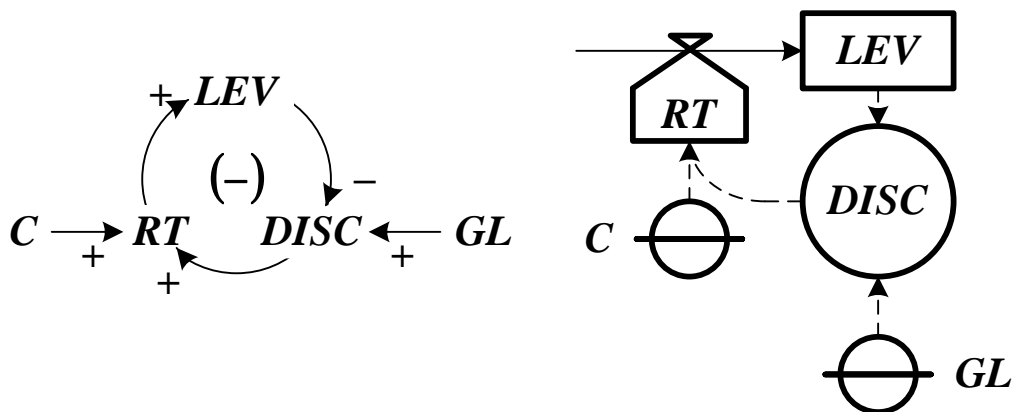 + LEV
(−)
−
C RT DISC GL
+ + +
LEV
RT
DISC
C
GL